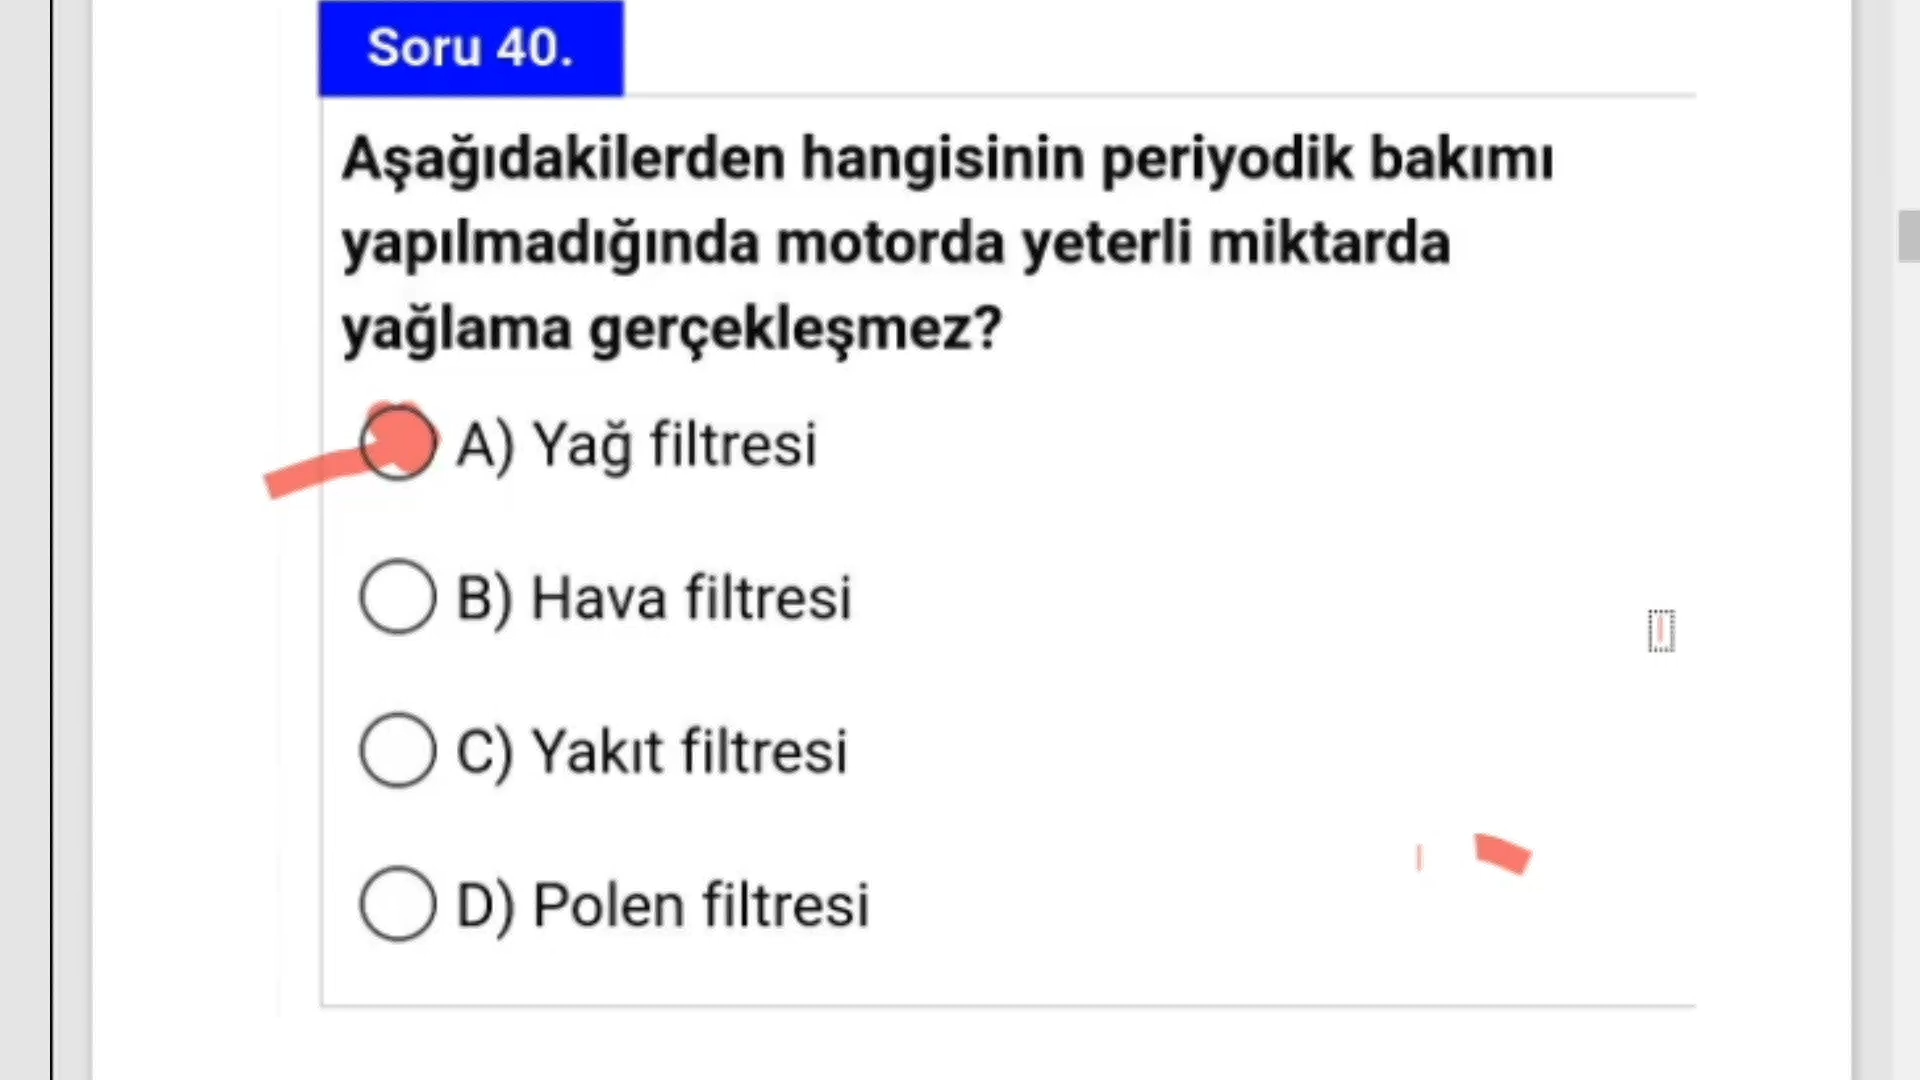 Soru 40.
Aşağıdakilerden hangisinin periyodik bakımı
yapılmadığında motorda yeterli miktarda
yağlama gerçekleşmez?
A) Yağ filtresi
B) Hava filtresi
C) Yakıt filtresi
D) Polen filtresi